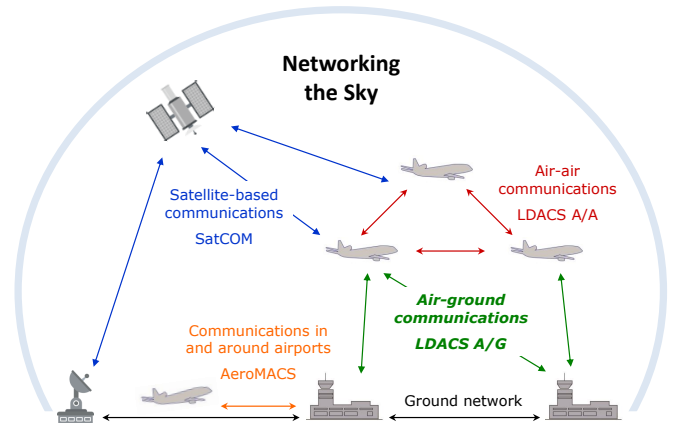 Networking
the Sky
Air-air
communications
LDACS A/A
Satellite-based
communications
SatCOM
Air-ground
communications
LDACS A/G
Communications in
and around airports
AeroMACS
Ground network